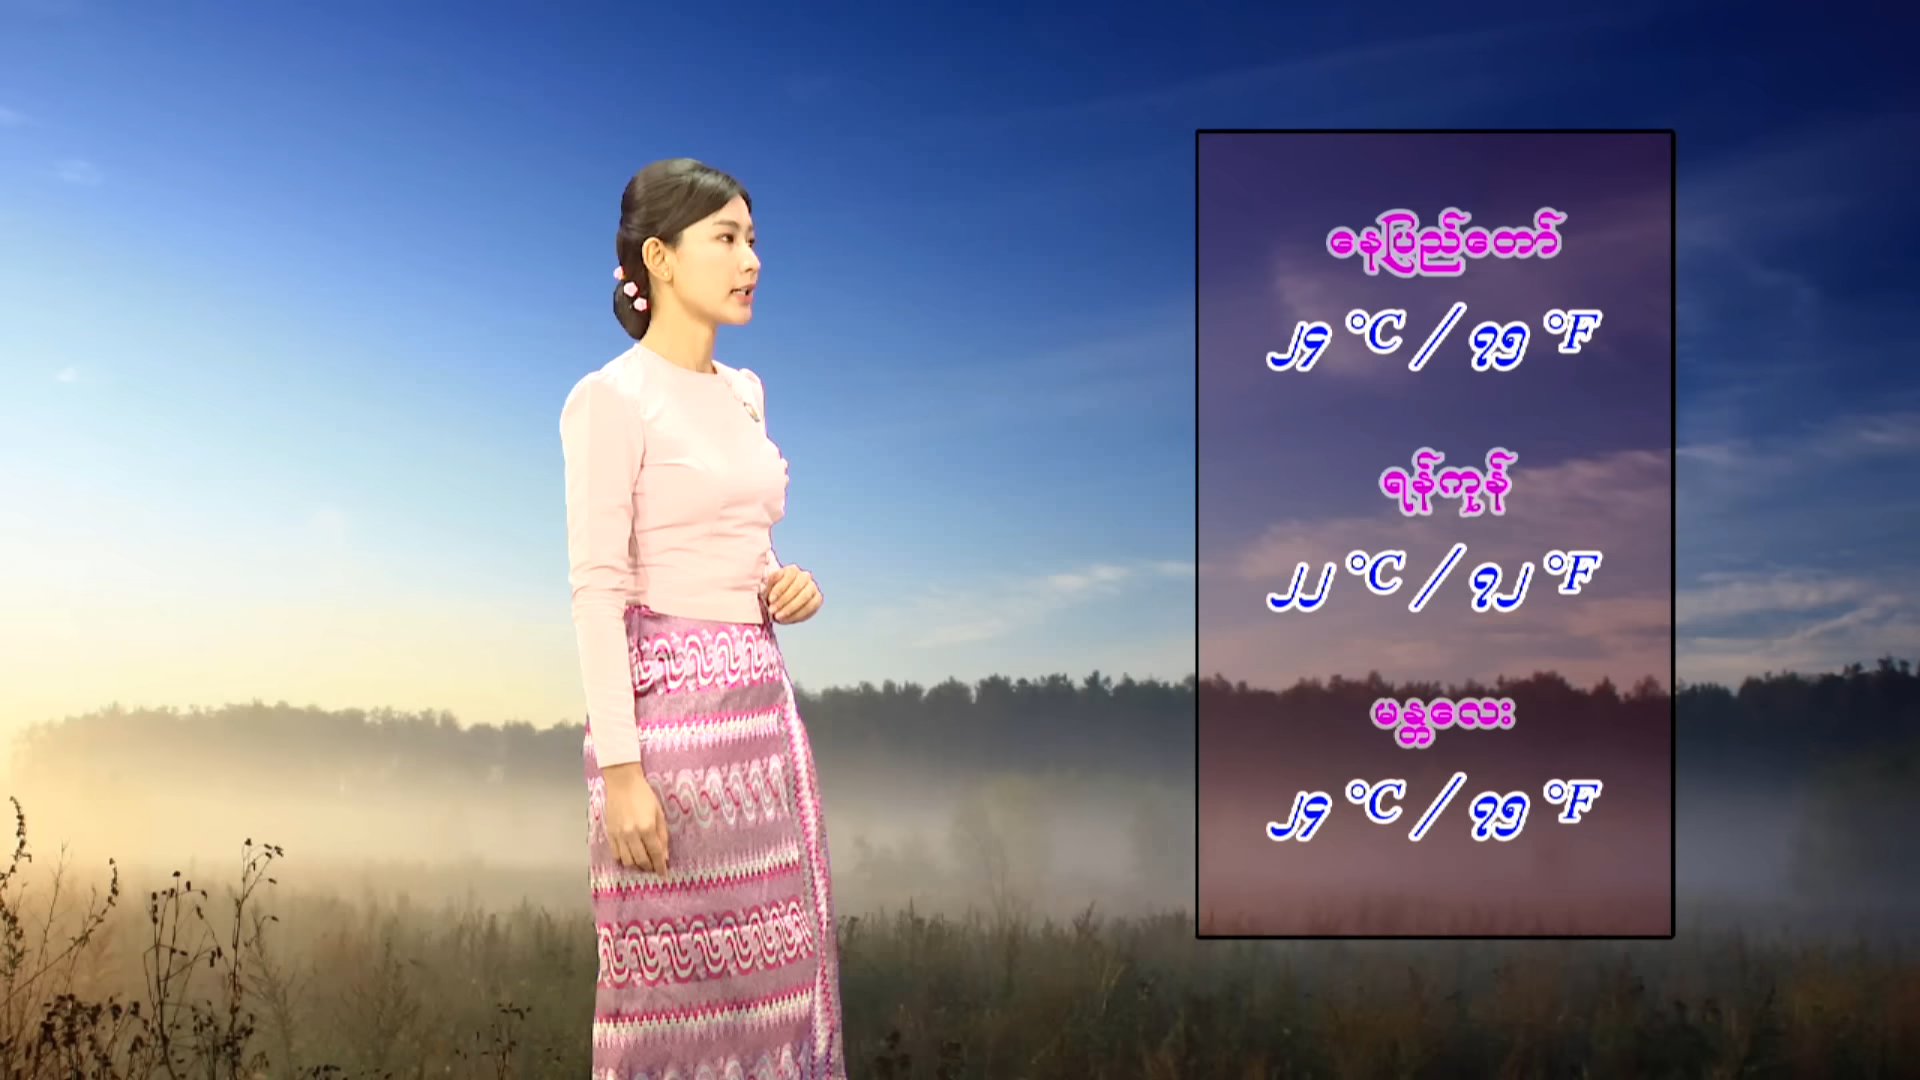 နေပြည်တော်
၂၄ °C / ၇၅ °F
ရန်ကုန်
၂၂ °C / ၇၂ °F
မန္တလေး
၂၄ °C / ၇၅ °F